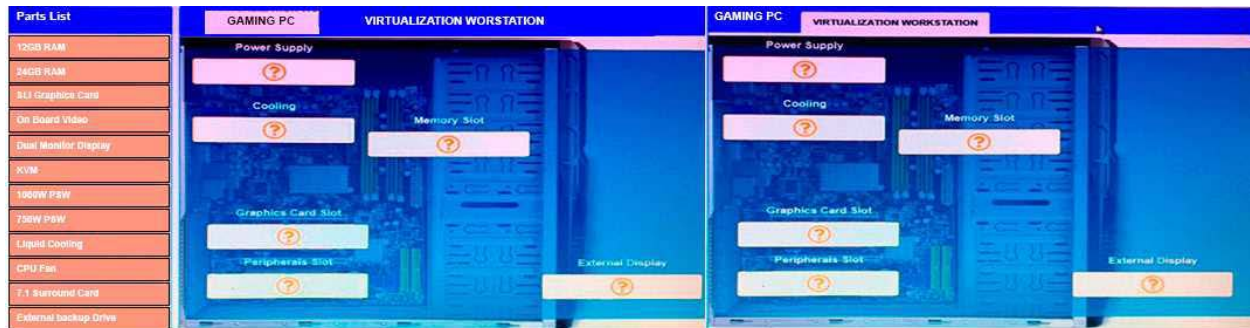 Parts List
12GB RAM
24GB RAM
SLI Graphics Card
On Board Video
Dual Monitor Display
KVM
1000W PSW
750W PSW
Liquid Cooling
CPU Fan
7.1 Surround Card
External backup Drive
GAMING PC VIRTUALIZATION WORSTATION
Power Supply
?
Cooling
?
Memory Slot
?
Graphics Card Slot
?
Peripherals Slot
?
External Display
?
GAMING PC VIRTUALIZATION WORKSTATION
Power Supply
?
Cooling
?
Memory Slot
?
Graphics Card Slot
?
Peripherals Slot
?
External Display
?